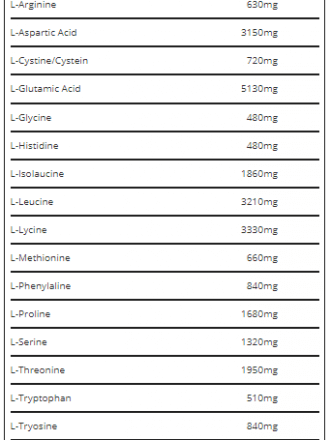 L-Arginine 630mg
L-Aspartic Acid 3150mg
L-Cystine/Cystein 720mg
L-Glutamic Acid 5130mg
L-Glycine 480mg
L-Histidine 480mg
L-Isolaucine 1860mg
L-Leucine 3210mg
L-Lycine 3330mg
L-Methionine 660mg
L-Phenylaline 840mg
L-Proline 1680mg
L-Serine 1320mg
L-Threonine 1950mg
L-Tryptophan 510mg
L-Tryosine 840mg